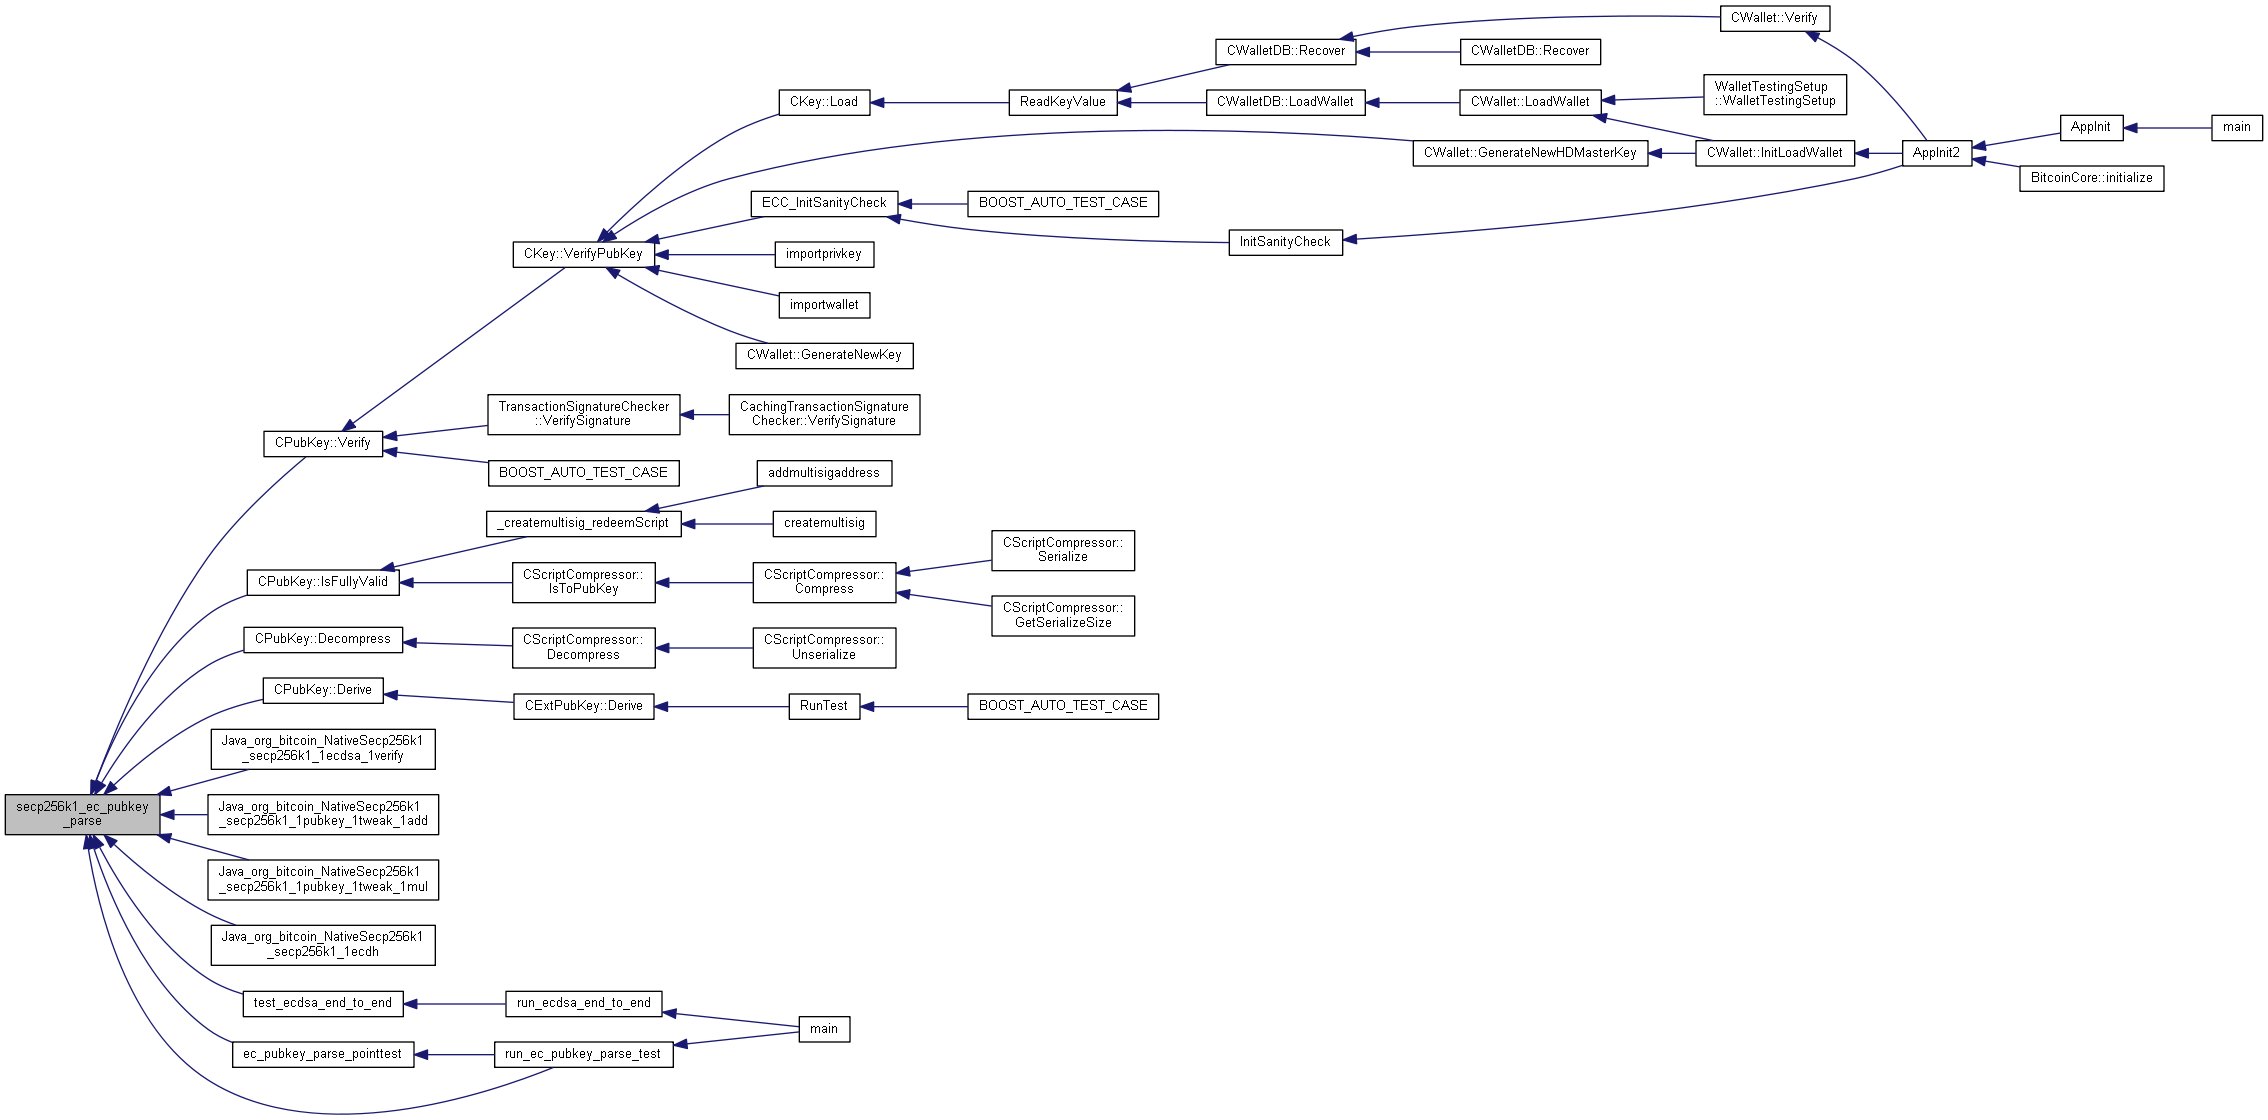 CWallet::Verify
CWalletDB::Recover
CWalletDB::Recover
WalletTestingSetup
::WalletTestingSetup
CKey::Load
ReadKeyValue
CWalletDB::LoadWallet
CWallet::LoadWallet
AppInit
main
CWallet::GenerateNewHDMasterKey
CWallet::InitLoadWallet
AppInit2
BitcoinCore::initialize
ECC_InitSanityCheck
BOOST_AUTO_TEST_CASE
InitSanityCheck
CKey::VerifyPubKey
importprivkey
importwallet
CWallet::GenerateNewKey
TransactionSignatureChecker
::VerifySignature
CachingTransactionSignature
Checker::VerifySignature
CPubKey::Verify
BOOST_AUTO_TEST_CASE
addmultisigaddress
_createmultisig_redeemScript
createmultisig
CScriptCompressor::
Serialize
CPubKey::IsFullyValid
CScriptCompressor::
IsToPubKey
CScriptCompressor::
Compress
CScriptCompressor::
GetSerializeSize
CPubKey::Decompress
CScriptCompressor::
Decompress
CScriptCompressor::
Unserialize
CPubKey::Derive
CExtPubKey::Derive
RunTest
BOOST_AUTO_TEST_CASE
Java_org_bitcoin_NativeSecp256k1
_secp256k1_1ecdsa_1verify
secp256k1_ec_pubkey
_parse
Java_org_bitcoin_NativeSecp256k1
_secp256k1_1pubkey_1tweak_1add
Java_org_bitcoin_NativeSecp256k1
_secp256k1_1pubkey_1tweak_1mul
Java_org_bitcoin_NativeSecp256k1
_secp256k1_1ecdh
test_ecdsa_end_to_end
run_ecdsa_end_to_end
main
ec_pubkey_parse_pointtest
run_ec_pubkey_parse_test